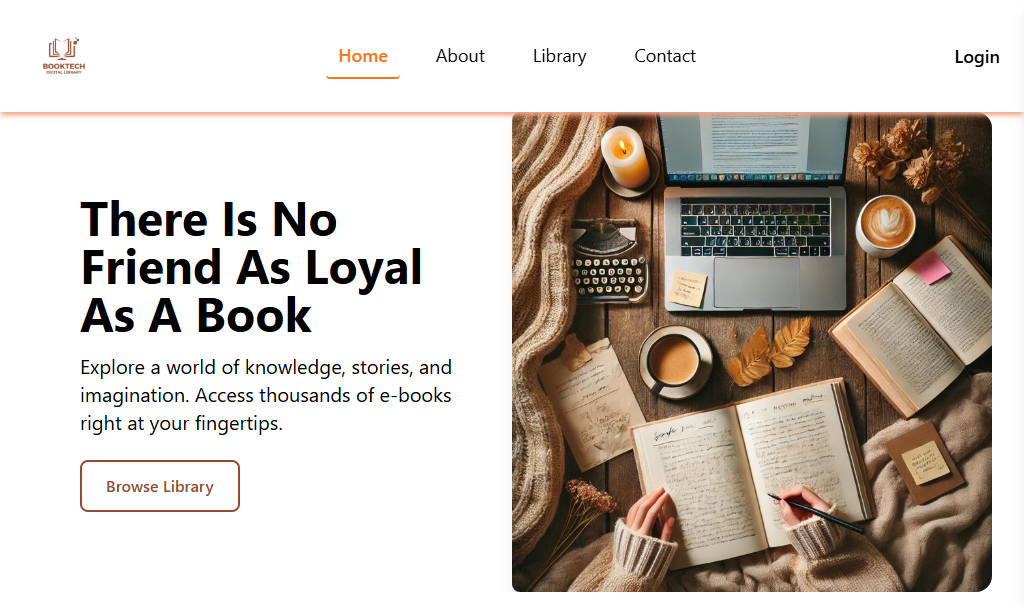 BOOKTECH
DIGITAL LIBRARY
Home
About
Library
Contact
Login
There Is No
Friend As Loyal
As A Book
Explore a world of knowledge, stories, and
imagination. Access thousands of e-books
right at your fingertips.
Browse Library